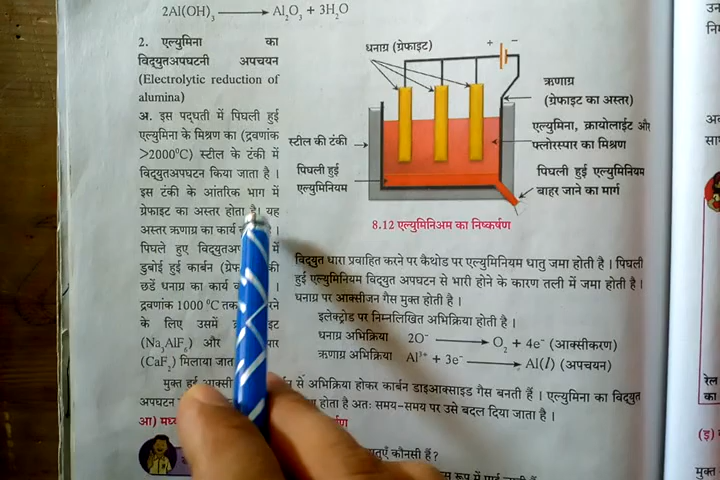 2Al(OH)₃ ⟶ Al₂O₃ + 3H₂O
2. एल्युमिना का
विद्युतअपघटनी अपचयन
(Electrolytic reduction of
alumina)
अ. इस पद्धती में पिघली हुई
एल्युमिना के मिश्रण का (द्रवणांक
>2000⁰C) स्टील के टंकी में
विद्युतअपघटन किया जाता है ।
इस टंकी के आंतरिक भाग में
ग्रेफाइट का अस्तर होता है। यह
अस्तर ऋणाग्र का कार्य है ।
पिघले हुए में
डुबोई हुई कार्बन की
छडें धनाग्र का कार्य
द्रवणांक 1000 ⁰C तक
के लिए उसमें
(Na₃AlF₆) और
(CaF₂) मिलाया
धनाग्र (ग्रेफाइट)
+ −
ऋणाग्र
(ग्रेफाइट का अस्तर)
एल्युमिना, क्रायोलाईट और
फ्लोरस्पार का मिश्रण
स्टील की टंकी
पिघली हुई
एल्युमिनियम
पिघली हुई एल्युमिनियम
बाहर जाने का मार्ग
8.12 एल्युमिनिअम का निष्कर्षण
विद्युत धारा प्रवाहित करने पर कैथोड पर एल्युमिनियम धातु जमा होती है । पिघली
हुई एल्युमिनियम विद्युत अपघटन से भारी होने के कारण तली में जमा होती है ।
धनाग्र पर आक्सीजन गैस मुक्त होती है ।
इलेक्ट्रोड पर निम्नलिखित अभिक्रिया होती है ।
धनाग्र अभिक्रिया 2O⁻ ⟶ O₂ + 4e⁻ (आक्सीकरण)
ऋणाग्र अभिक्रिया Al³⁺ + 3e⁻ ⟶ Al(l) (अपचयन)
मुक्त हुई से अभिक्रिया होकर कार्बन डाइआक्साइड गैस बनती हैं । एल्युमिना का विद्युत
अपघटन होता है अतः समय-समय पर उसे बदल दिया जाता है ।
आ)
कौनसी हैं ?
रेल
का
(इ)
मुक्त